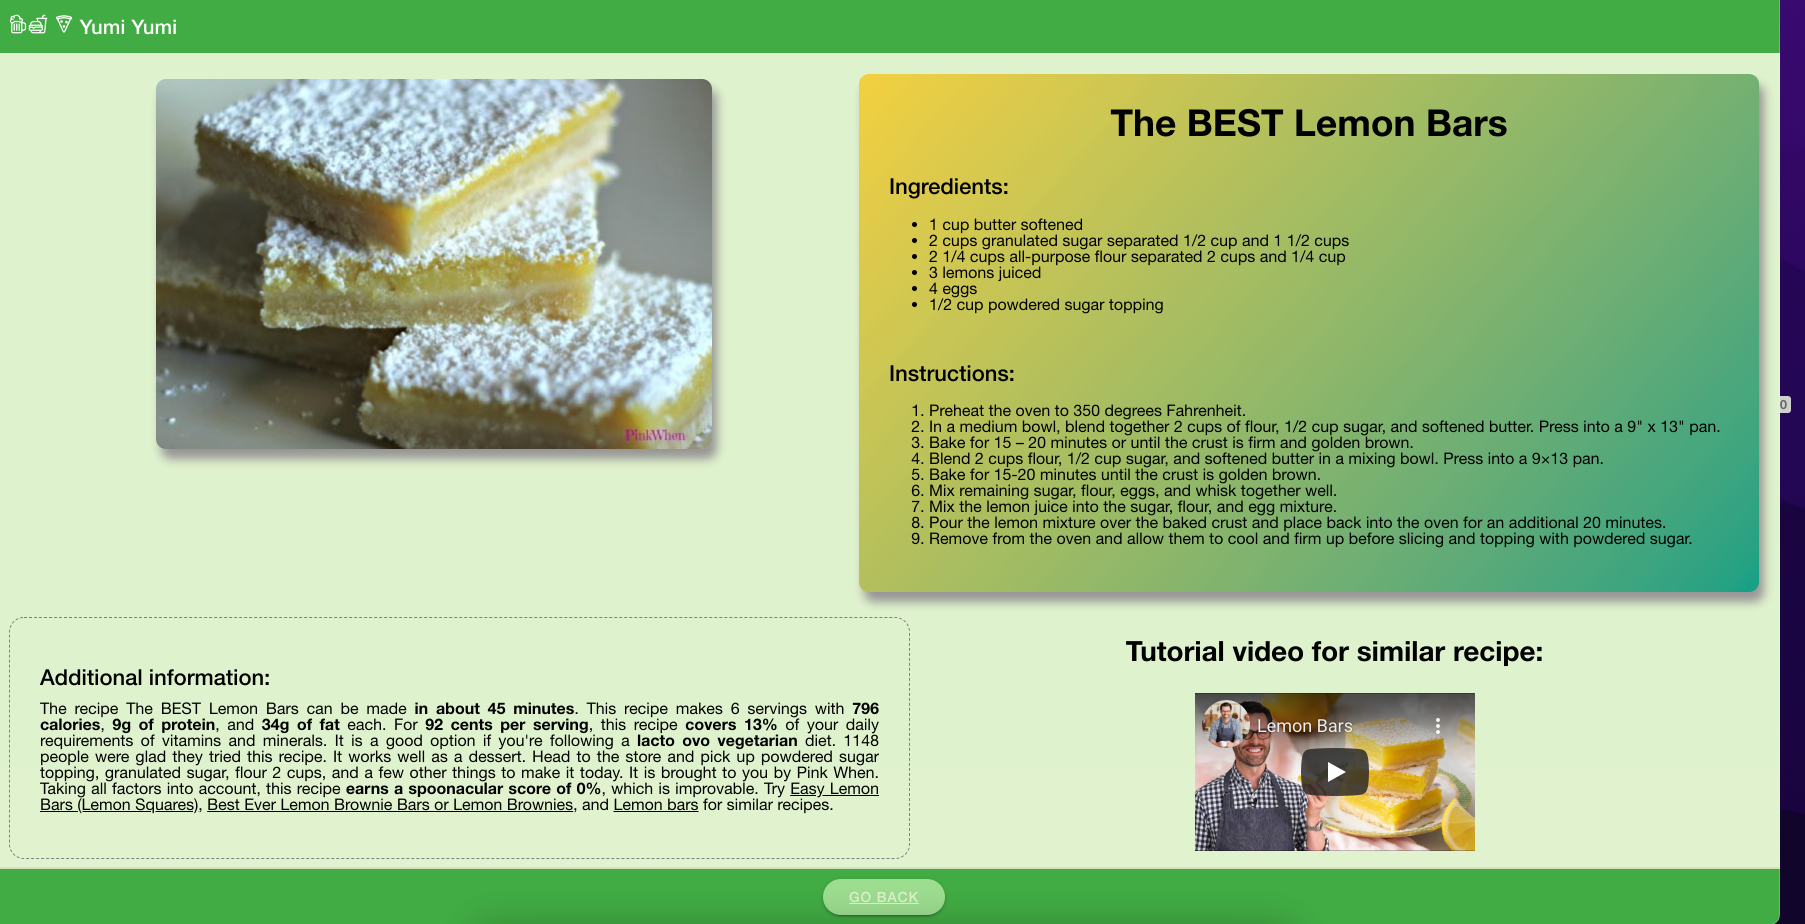 Yumi Yumi
PinkWhen
The BEST Lemon Bars
Ingredients:
• 1 cup butter softened
• 2 cups granulated sugar separated 1/2 cup and 1 1/2 cups
• 2 1/4 cups all-purpose flour separated 2 cups and 1/4 cup
• 3 lemons juiced
• 4 eggs
• 1/2 cup powdered sugar topping
Instructions:
1. Preheat the oven to 350 degrees Fahrenheit.
2. In a medium bowl, blend together 2 cups of flour, 1/2 cup sugar, and softened butter. Press into a 9" x 13" pan.
3. Bake for 15 – 20 minutes or until the crust is firm and golden brown.
4. Blend 2 cups flour, 1/2 cup sugar, and softened butter in a mixing bowl. Press into a 9×13 pan.
5. Bake for 15-20 minutes until the crust is golden brown.
6. Mix remaining sugar, flour, eggs, and whisk together well.
7. Mix the lemon juice into the sugar, flour, and egg mixture.
8. Pour the lemon mixture over the baked crust and place back into the oven for an additional 20 minutes.
9. Remove from the oven and allow them to cool and firm up before slicing and topping with powdered sugar.
0
Additional information:
The recipe The BEST Lemon Bars can be made in about 45 minutes. This recipe makes 6 servings with 796
calories, 9g of protein, and 34g of fat each. For 92 cents per serving, this recipe covers 13% of your daily
requirements of vitamins and minerals. It is a good option if you're following a lacto ovo vegetarian diet. 1148
people were glad they tried this recipe. It works well as a dessert. Head to the store and pick up powdered sugar
topping, granulated sugar, flour 2 cups, and a few other things to make it today. It is brought to you by Pink When.
Taking all factors into account, this recipe earns a spoonacular score of 0%, which is improvable. Try Easy Lemon
Bars (Lemon Squares), Best Ever Lemon Brownie Bars or Lemon Brownies, and Lemon bars for similar recipes.
Tutorial video for similar recipe:
Lemon Bars
GO BACK